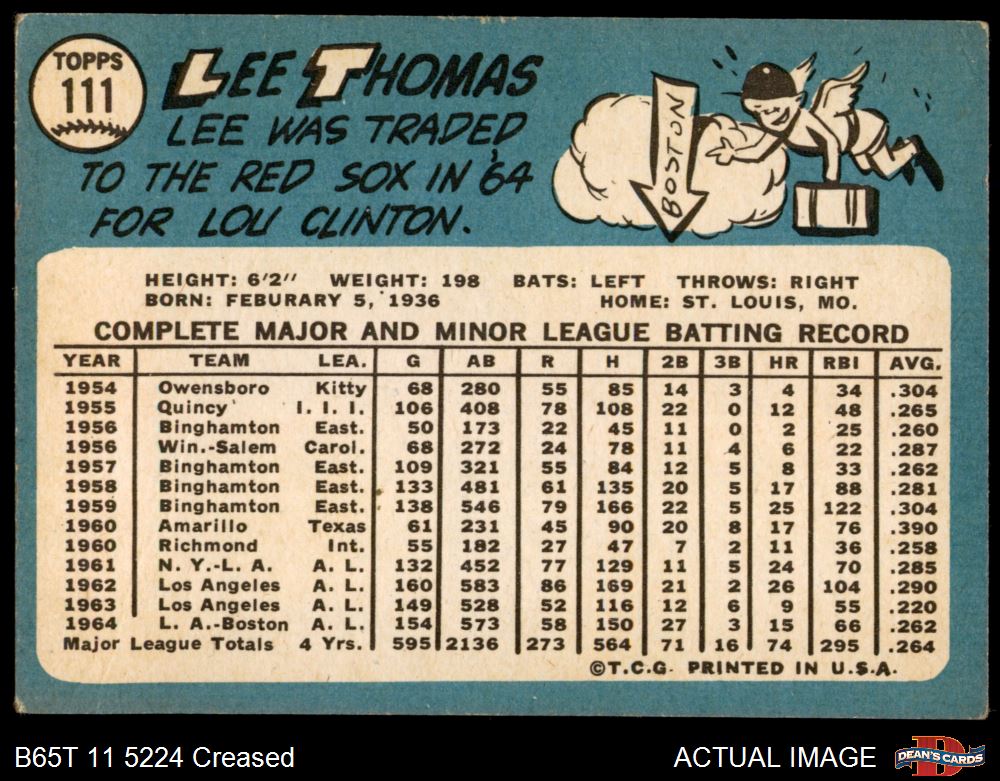 TOPPS
111
LEE THOMAS
LEE WAS TRADED
TO THE RED SOX IN '64
FOR LOU CLINTON.
BOSTON
HEIGHT: 6'2" WEIGHT: 198 BATS: LEFT THROWS: RIGHT
BORN: FEBURARY 5, 1936 HOME: ST. LOUIS, MO.
COMPLETE MAJOR AND MINOR LEAGUE BATTING RECORD
YEAR TEAM LEA. G AB R H 2B 3B HR RBI AVG.
1954 Owensboro Kitty 68 280 55 85 14 3 4 34 .304
1955 Quincy I. I. I. 106 408 78 108 22 0 12 48 .265
1956 Binghamton East. 50 173 22 45 11 0 2 25 .260
1956 Win.-Salem Carol. 68 272 24 78 11 4 6 22 .287
1957 Binghamton East. 109 321 55 84 12 5 8 33 .262
1958 Binghamton East. 133 481 61 135 20 5 17 88 .281
1959 Binghamton East. 138 546 79 166 22 5 25 122 .304
1960 Amarillo Texas 61 231 45 90 20 8 17 76 .390
1960 Richmond Int. 55 182 27 47 7 2 11 36 .258
1961 N. Y.-L. A. A. L. 132 452 77 129 11 5 24 70 .285
1962 Los Angeles A. L. 160 583 86 169 21 2 26 104 .290
1963 Los Angeles A. L. 149 528 52 116 12 6 9 55 .220
1964 L. A.-Boston A. L. 154 573 58 150 27 3 15 66 .262
Major League Totals 4 Yrs. 595 2136 273 564 71 16 74 295 .264
©T.C.G. PRINTED IN U.S.A.
B65T 11 5224 Creased ACTUAL IMAGE
D
DEAN'S CARDS